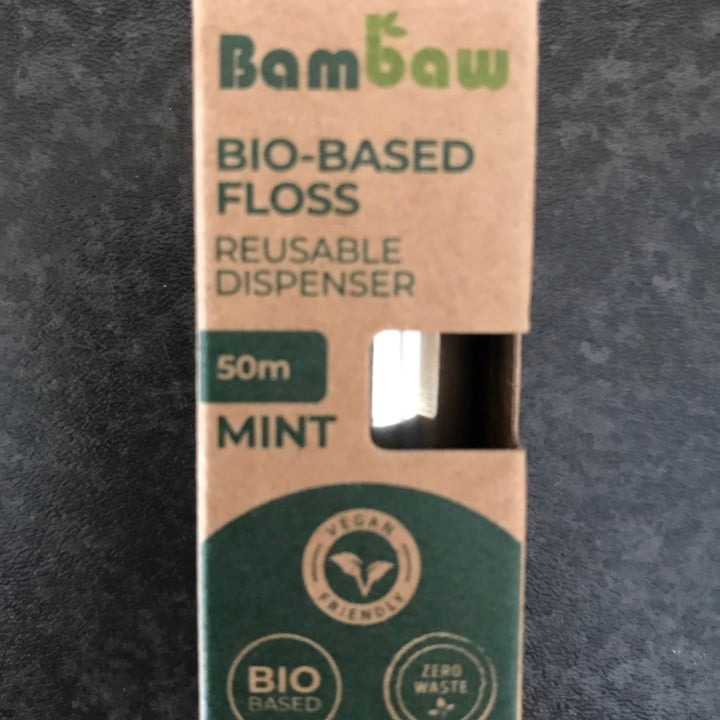 Bambaw
BIO-BASED
FLOSS
REUSABLE
DISPENSER
50m
MINT
VEGAN
FRIENDLY
BIO
BASED
ZERO
WASTE